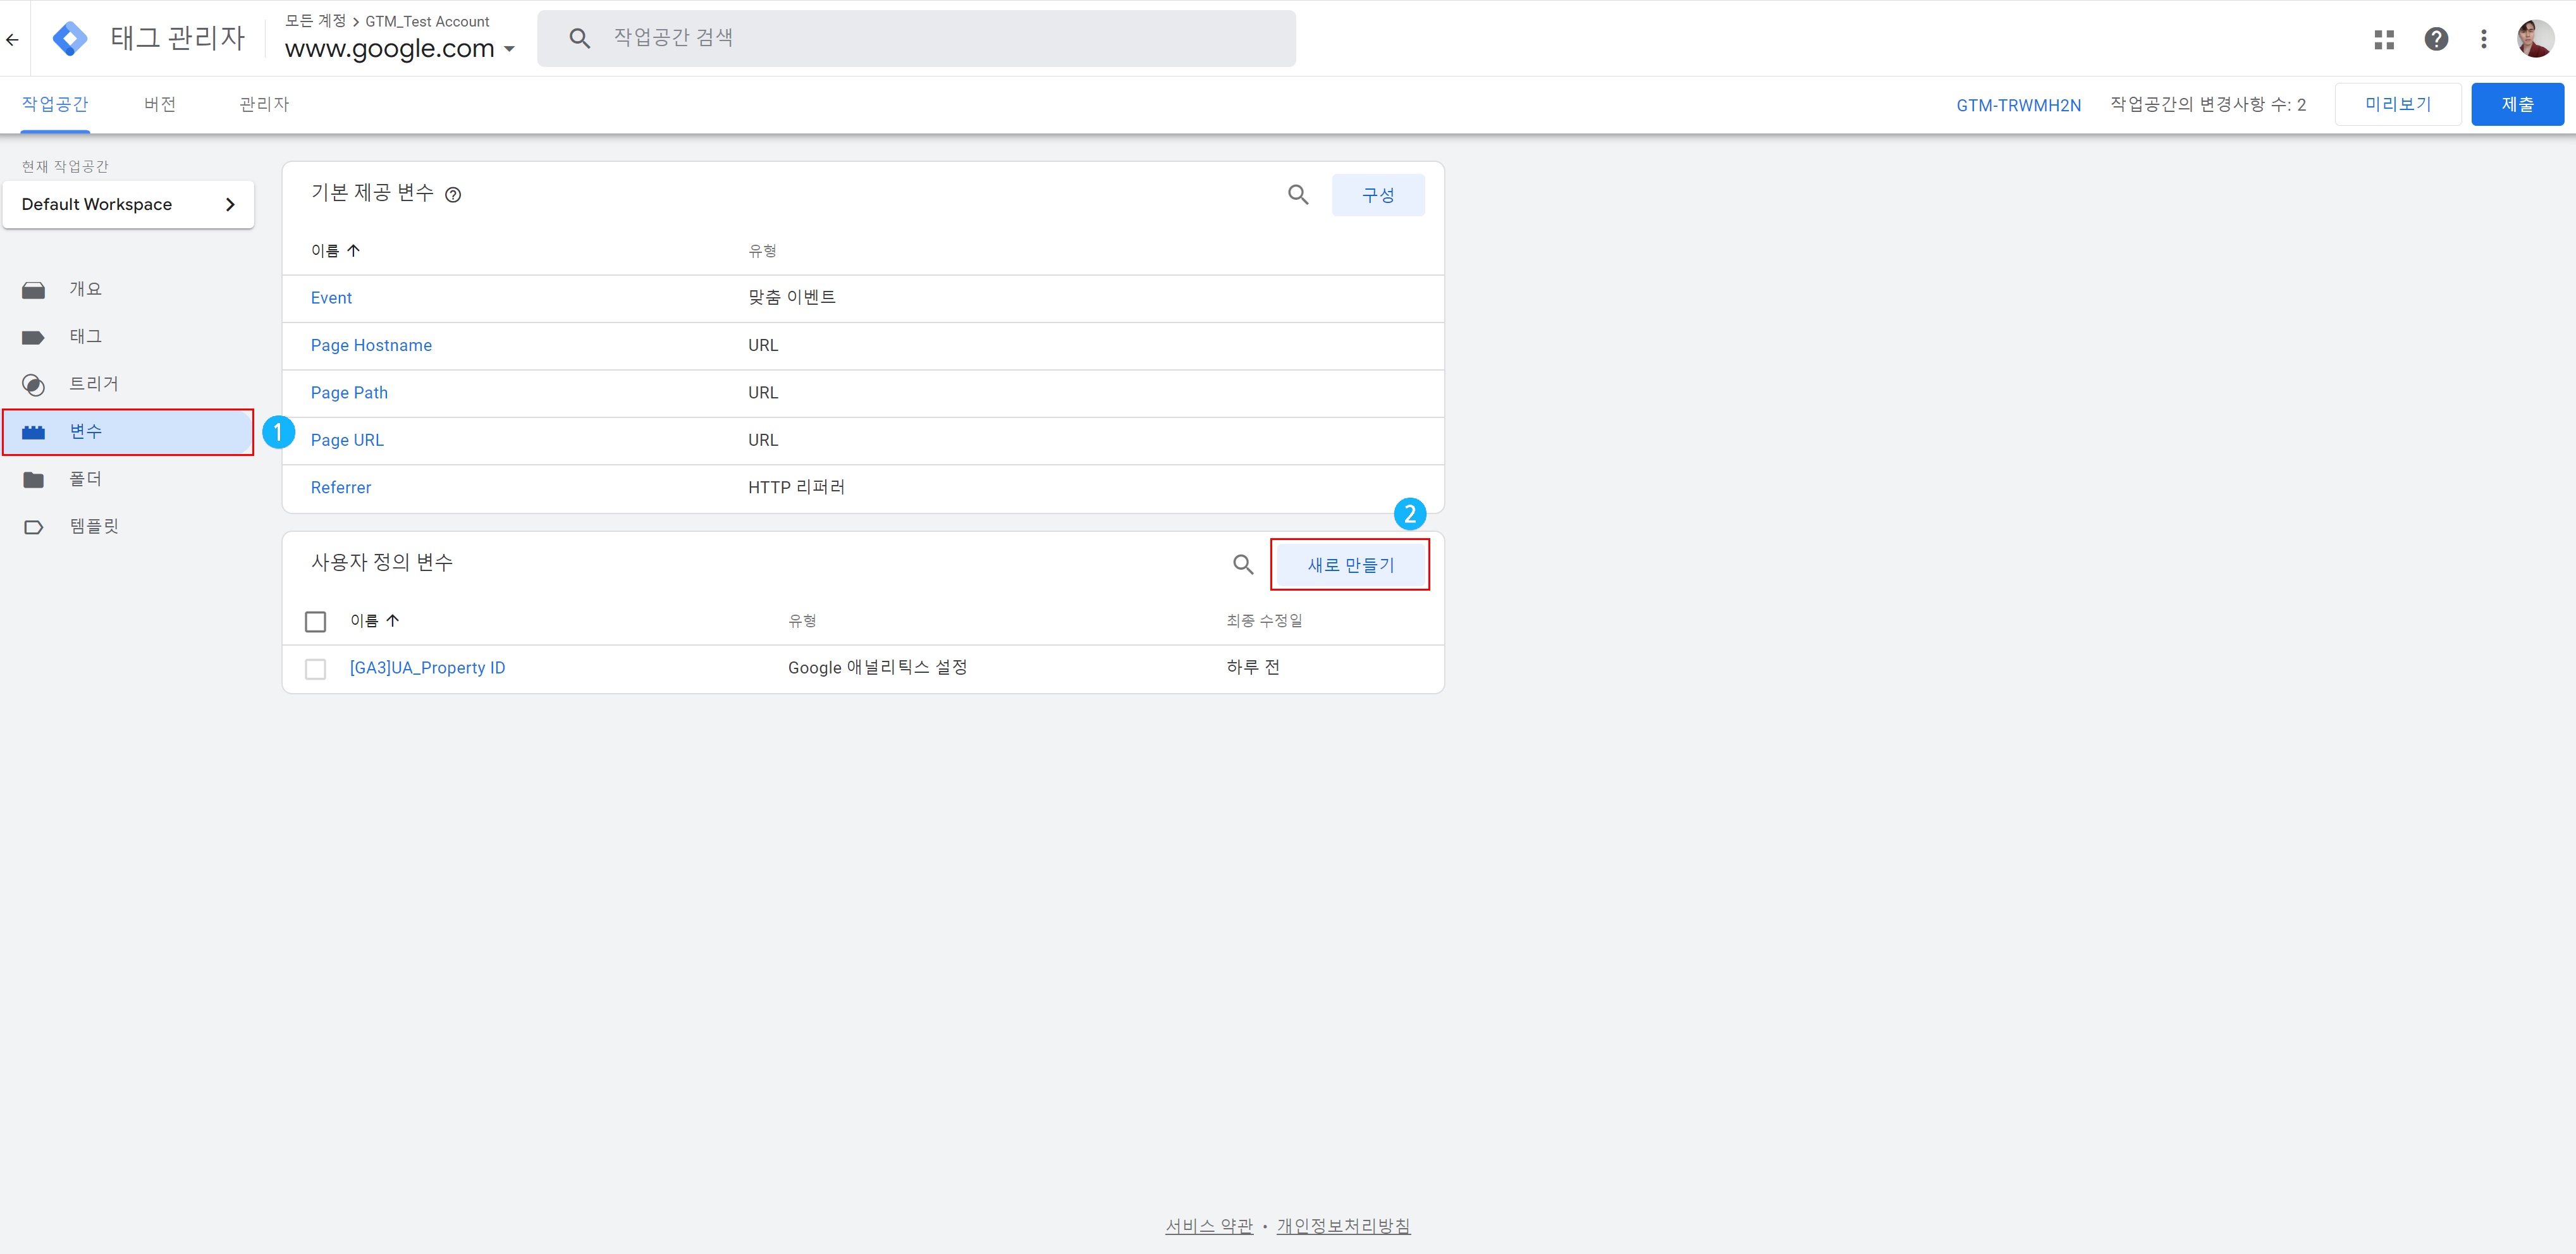 모든 계정 > GTM_Test Account
태그 관리자
www.google.com
작업공간 검색
작업공간
버전
관리자
GTM-TRWMH2N
작업공간의 변경사항 수: 2
미리보기
제출
현재 작업공간
Default Workspace
개요
태그
트리거
변수
폴더
템플릿
1
기본 제공 변수
구성
이름 유형
Event 맞춤 이벤트
Page Hostname URL
Page Path URL
Page URL URL
Referrer HTTP 리퍼러
2
사용자 정의 변수
새로 만들기
이름 유형 최종 수정일
[GA3]UA_Property ID Google 애널리틱스 설정 하루 전
서비스 약관 · 개인정보처리방침